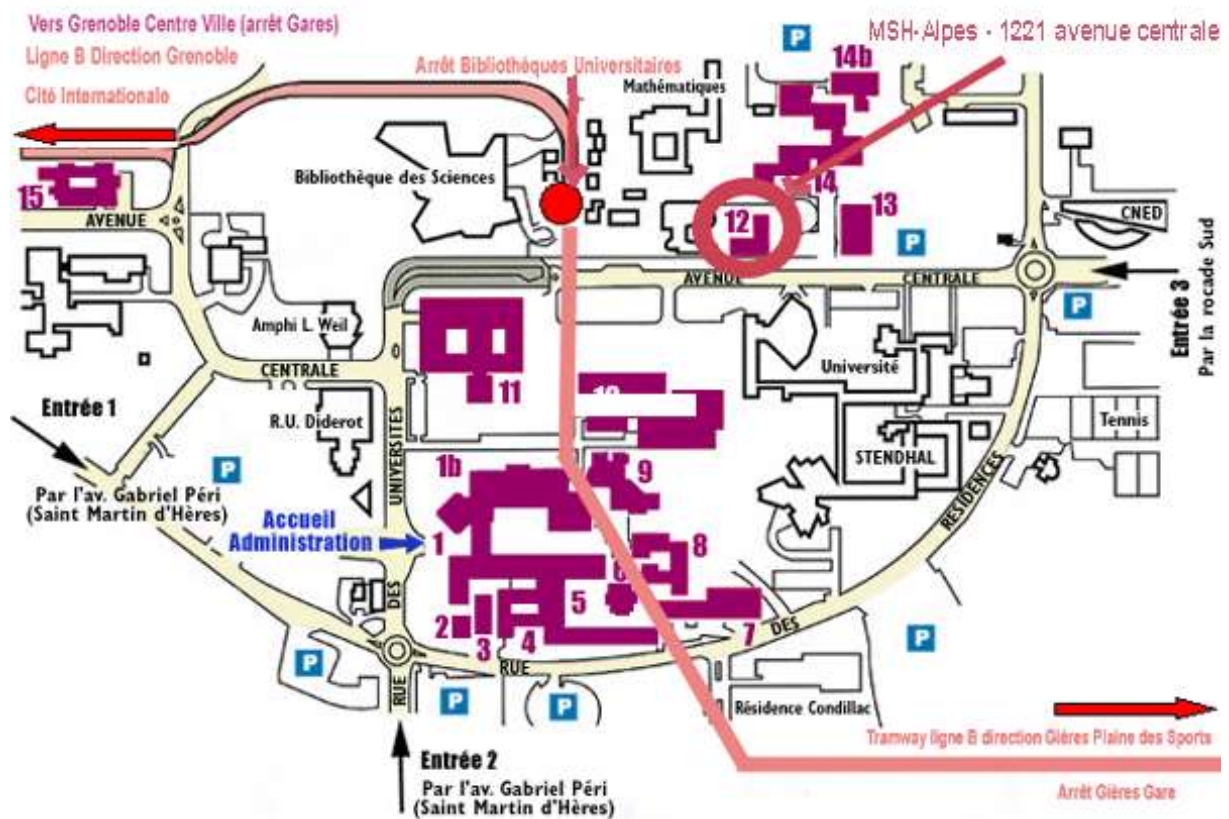 Vers Grenoble Centre Ville (arrêt Gares)
Ligne B Direction Grenoble
Cité Internationale
Arrêt Bibliothèques Universitaires
MSH-Alpes - 1221 avenue centrale
P
14b
Mathématiques
Bibliothèque des Sciences
15
14
12
13
P
CNED
AVENUE
AVENUE
CENTRALE
P
Entrée 3
Par la rocade Sud
Amphi L. Weil
CENTRALE
11
Université
Entrée 1
R.U. Diderot
Tennis
STENDHAL
UNIVERSITES
P
1b
9
RESIDENCES
Par l'av. Gabriel Péri
(Saint Martin d'Hères)
Accueil
Administration
1
8
6
5
DES
2
3
4
7
DES
P
RUE
P
RUE
P
P
Résidence Condillac
Tramway ligne B direction Gières Plaine des Sports
Entrée 2
Par l'av. Gabriel Péri
(Saint Martin d'Hères)
Arrêt Gières Gare